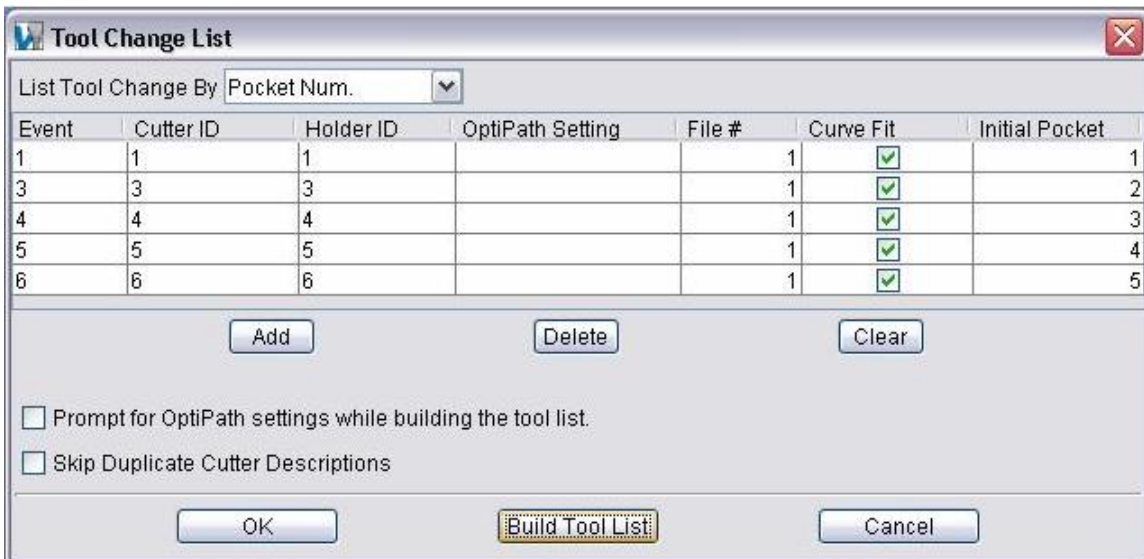 Tool Change List
List Tool Change By Pocket Num.
Event Cutter ID Holder ID OptiPath Setting File # Curve Fit Initial Pocket
1 1 1 1 1
3 3 3 1 2
4 4 4 1 3
5 5 5 1 4
6 6 6 1 5
Add Delete Clear
Prompt for OptiPath settings while building the tool list.
Skip Duplicate Cutter Descriptions
OK Build Tool List Cancel